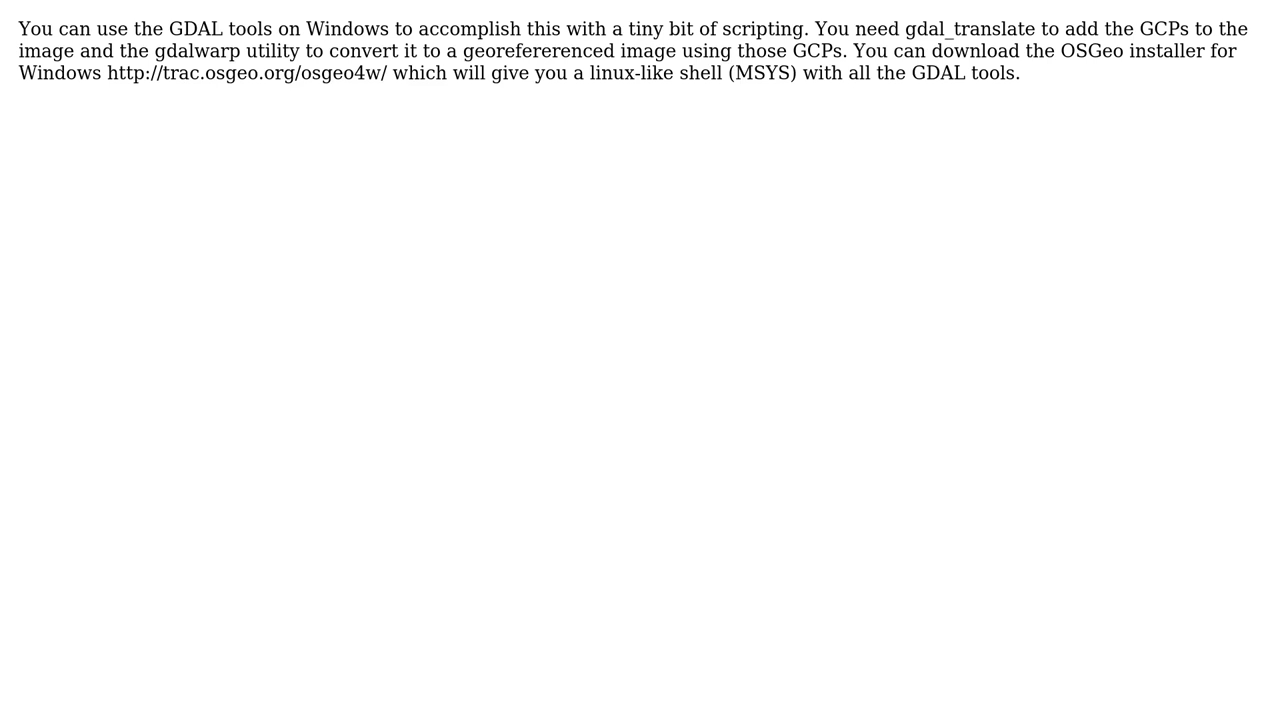 You can use the GDAL tools on Windows to accomplish this with a tiny bit of scripting. You need gdal_translate to add the GCPs to the
image and the gdalwarp utility to convert it to a georefererenced image using those GCPs. You can download the OSGeo installer for
Windows http://trac.osgeo.org/osgeo4w/ which will give you a linux-like shell (MSYS) with all the GDAL tools.